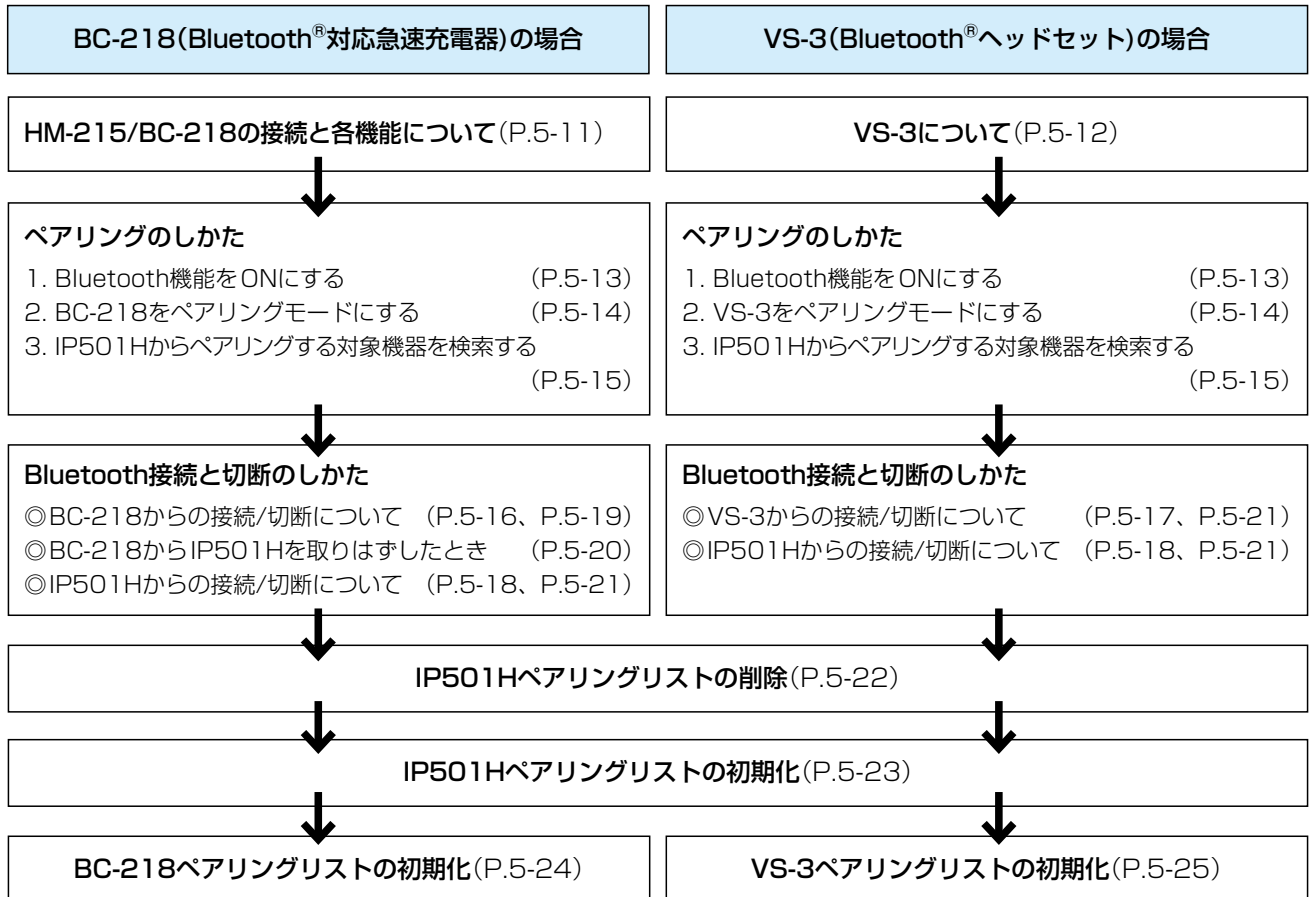 BC-218(Bluetooth®対応急速充電器)の場合
HM-215/BC-218の接続と各機能について(P.5-11)
ペアリングのしかた
1. Bluetooth機能をONにする (P.5-13)
2. BC-218をペアリングモードにする (P.5-14)
3. IP501Hからペアリングする対象機器を検索する
(P.5-15)
Bluetooth接続と切断のしかた
◎BC-218からの接続/切断について (P.5-16、P.5-19)
◎BC-218からIP501Hを取りはずしたとき (P.5-20)
◎IP501Hからの接続/切断について (P.5-18、P.5-21)
VS-3(Bluetooth®ヘッドセット)の場合
VS-3について(P.5-12)
ペアリングのしかた
1. Bluetooth機能をONにする (P.5-13)
2. VS-3をペアリングモードにする (P.5-14)
3. IP501Hからペアリングする対象機器を検索する
(P.5-15)
Bluetooth接続と切断のしかた
◎VS-3からの接続/切断について (P.5-17、P.5-21)
◎IP501Hからの接続/切断について (P.5-18、P.5-21)
IP501Hペアリングリストの削除(P.5-22)
IP501Hペアリングリストの初期化(P.5-23)
BC-218ペアリングリストの初期化(P.5-24)
VS-3ペアリングリストの初期化(P.5-25)